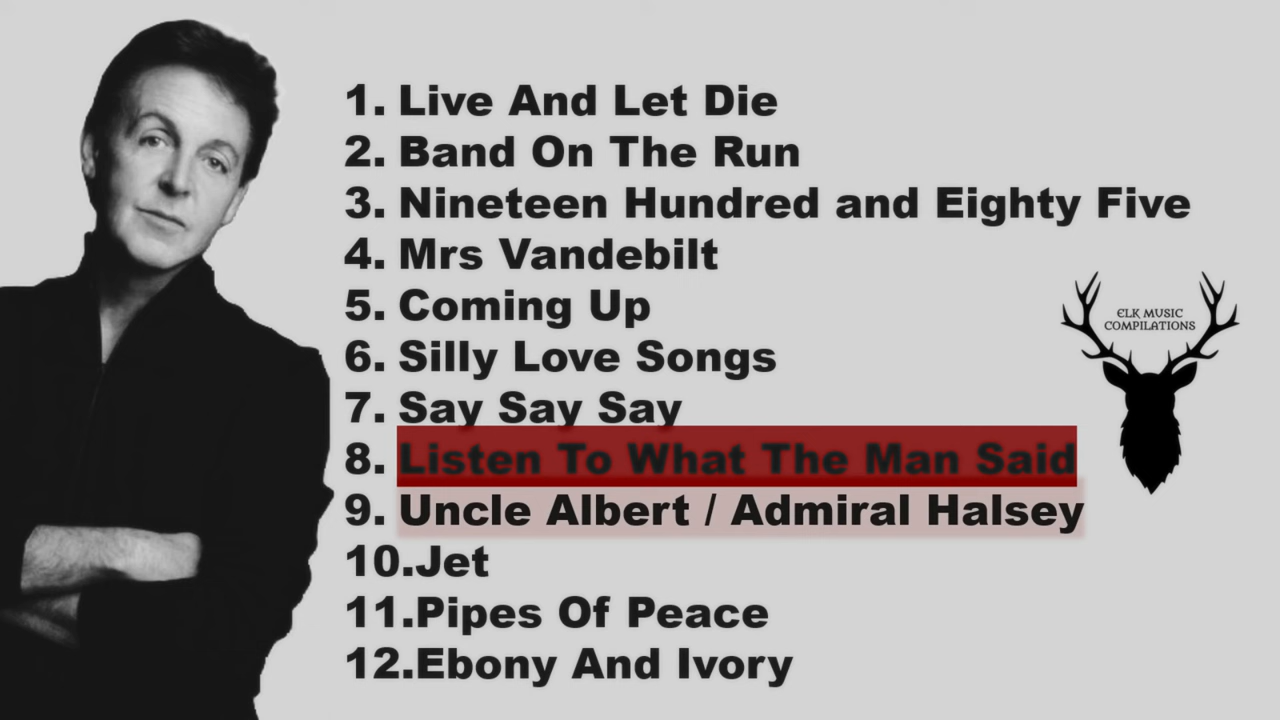 1. Live And Let Die
2. Band On The Run
3. Nineteen Hundred and Eighty Five
4. Mrs Vandebilt
5. Coming Up
6. Silly Love Songs
7. Say Say Say
8. Listen To What The Man Said
9. Uncle Albert / Admiral Halsey
10.Jet
11.Pipes Of Peace
12.Ebony And Ivory
ELK MUSIC
COMPILATIONS